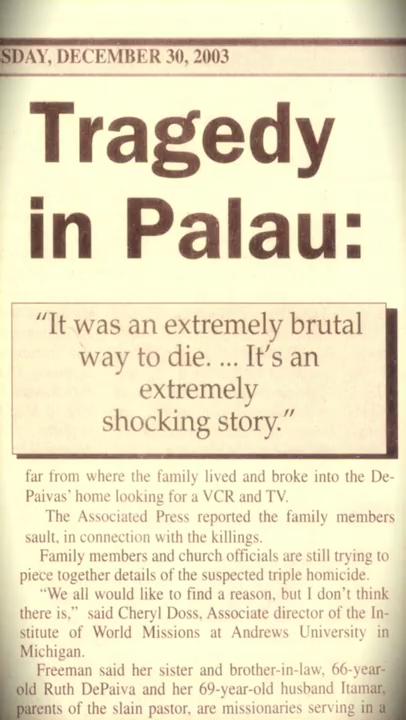 SDAY, DECEMBER 30, 2003
Tragedy
in Palau:
“It was an extremely brutal
way to die. ... It’s an
extremely
shocking story.”
far from where the family lived and broke into the De-
Paivas’ home looking for a VCR and TV.
The Associated Press reported the family members
sault, in connection with the killings.
Family members and church officials are still trying to
piece together details of the suspected triple homicide.
“We all would like to find a reason, but I don’t think
there is,” said Cheryl Doss, Associate director of the In-
stitute of World Missions at Andrews University in
Michigan.
Freeman said her sister and brother-in-law, 66-year-
old Ruth DePaiva and her 69-year-old husband Itamar,
parents of the slain pastor, are missionaries serving in a